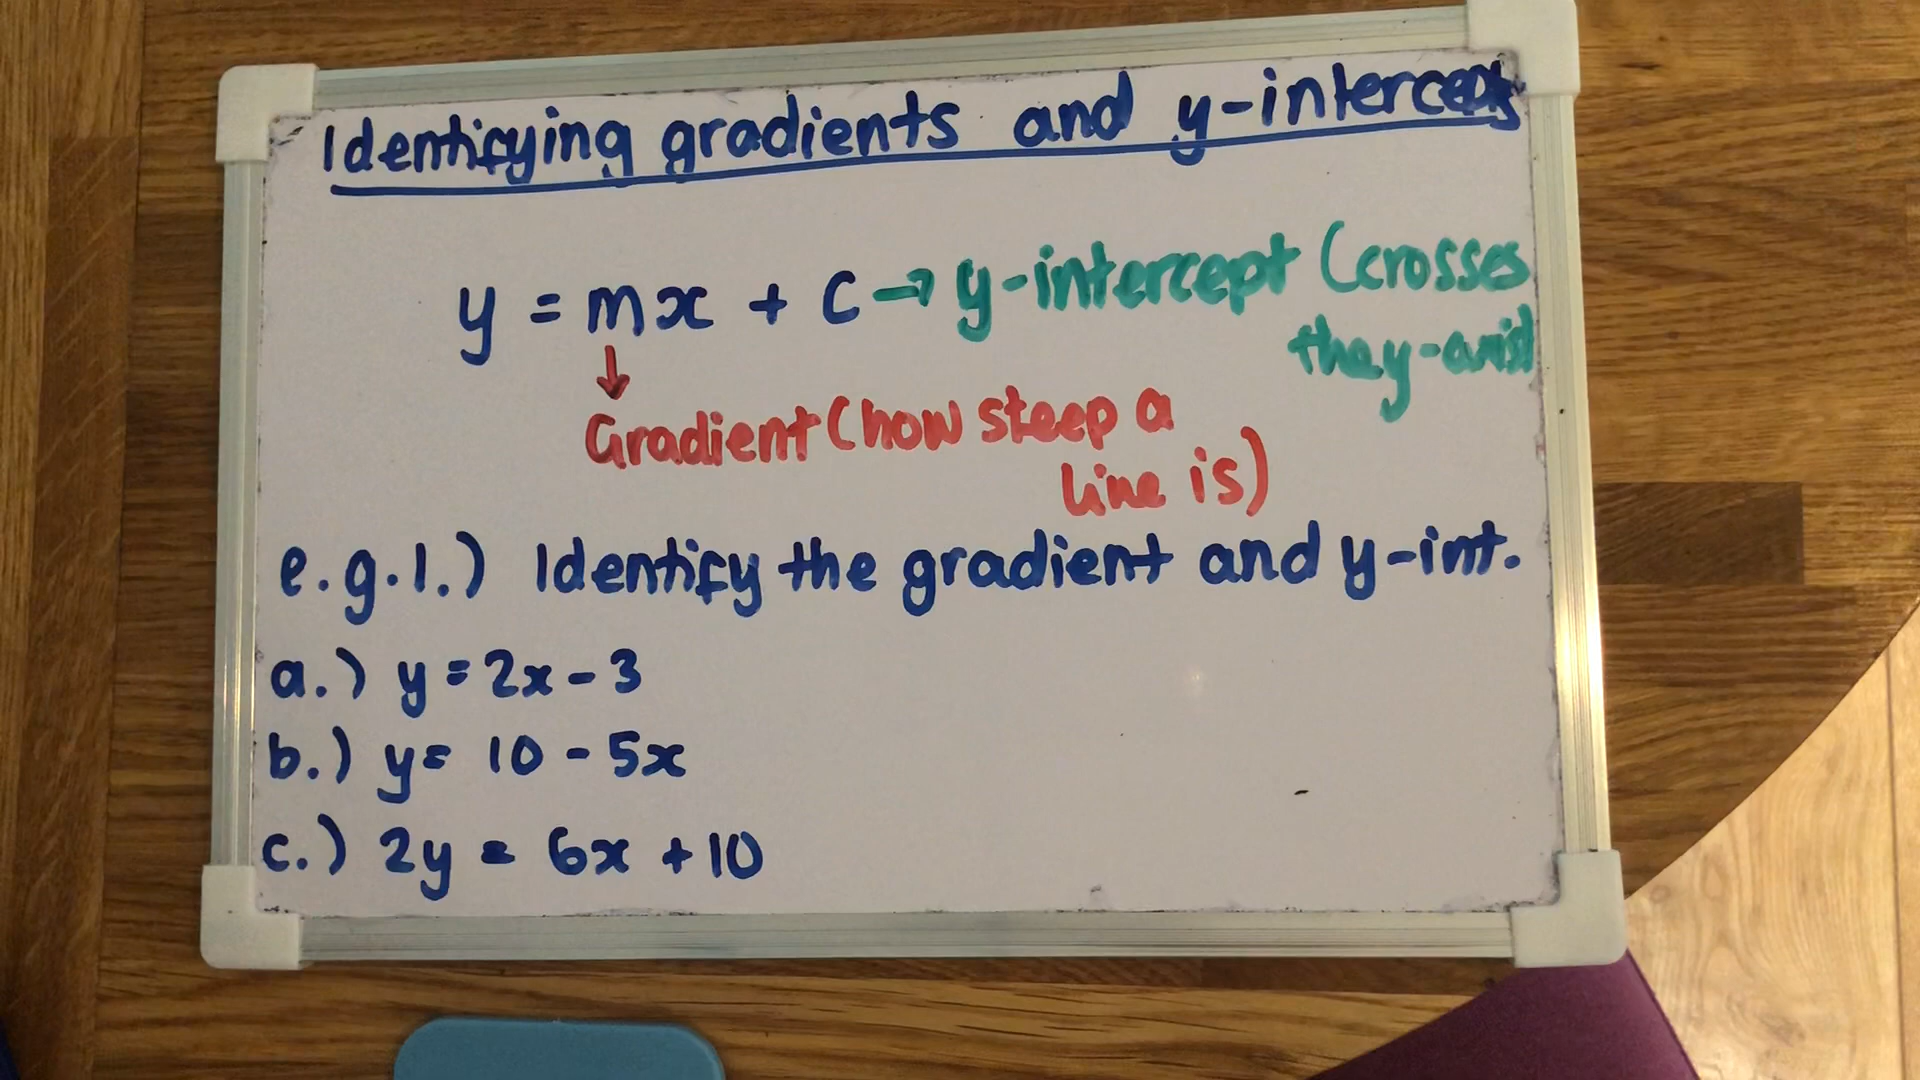 Identifying gradients and y-intercepts
y = mx + c → y-intercept (crosses
the y-axis)
↓
Gradient (how steep a
line is)
e.g.1.) Identify the gradient and y-int.
a.) y = 2x - 3
b.) y = 10 - 5x
c.) 2y = 6x + 10